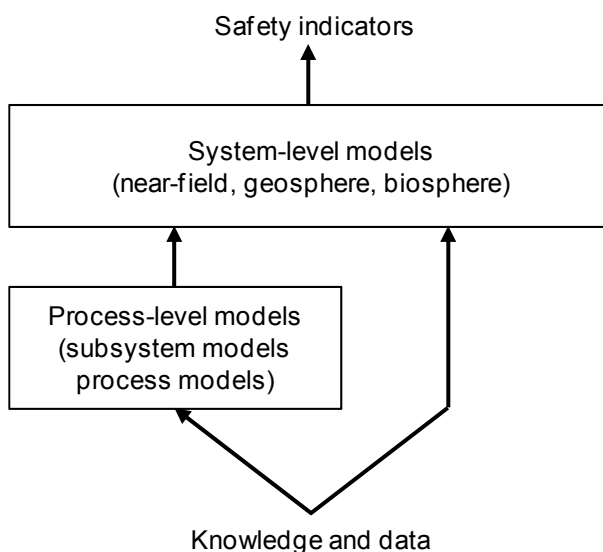 Safety indicators
System-level models
(near-field, geosphere, biosphere)
Process-level models
(subsystem models
process models)
Knowledge and data